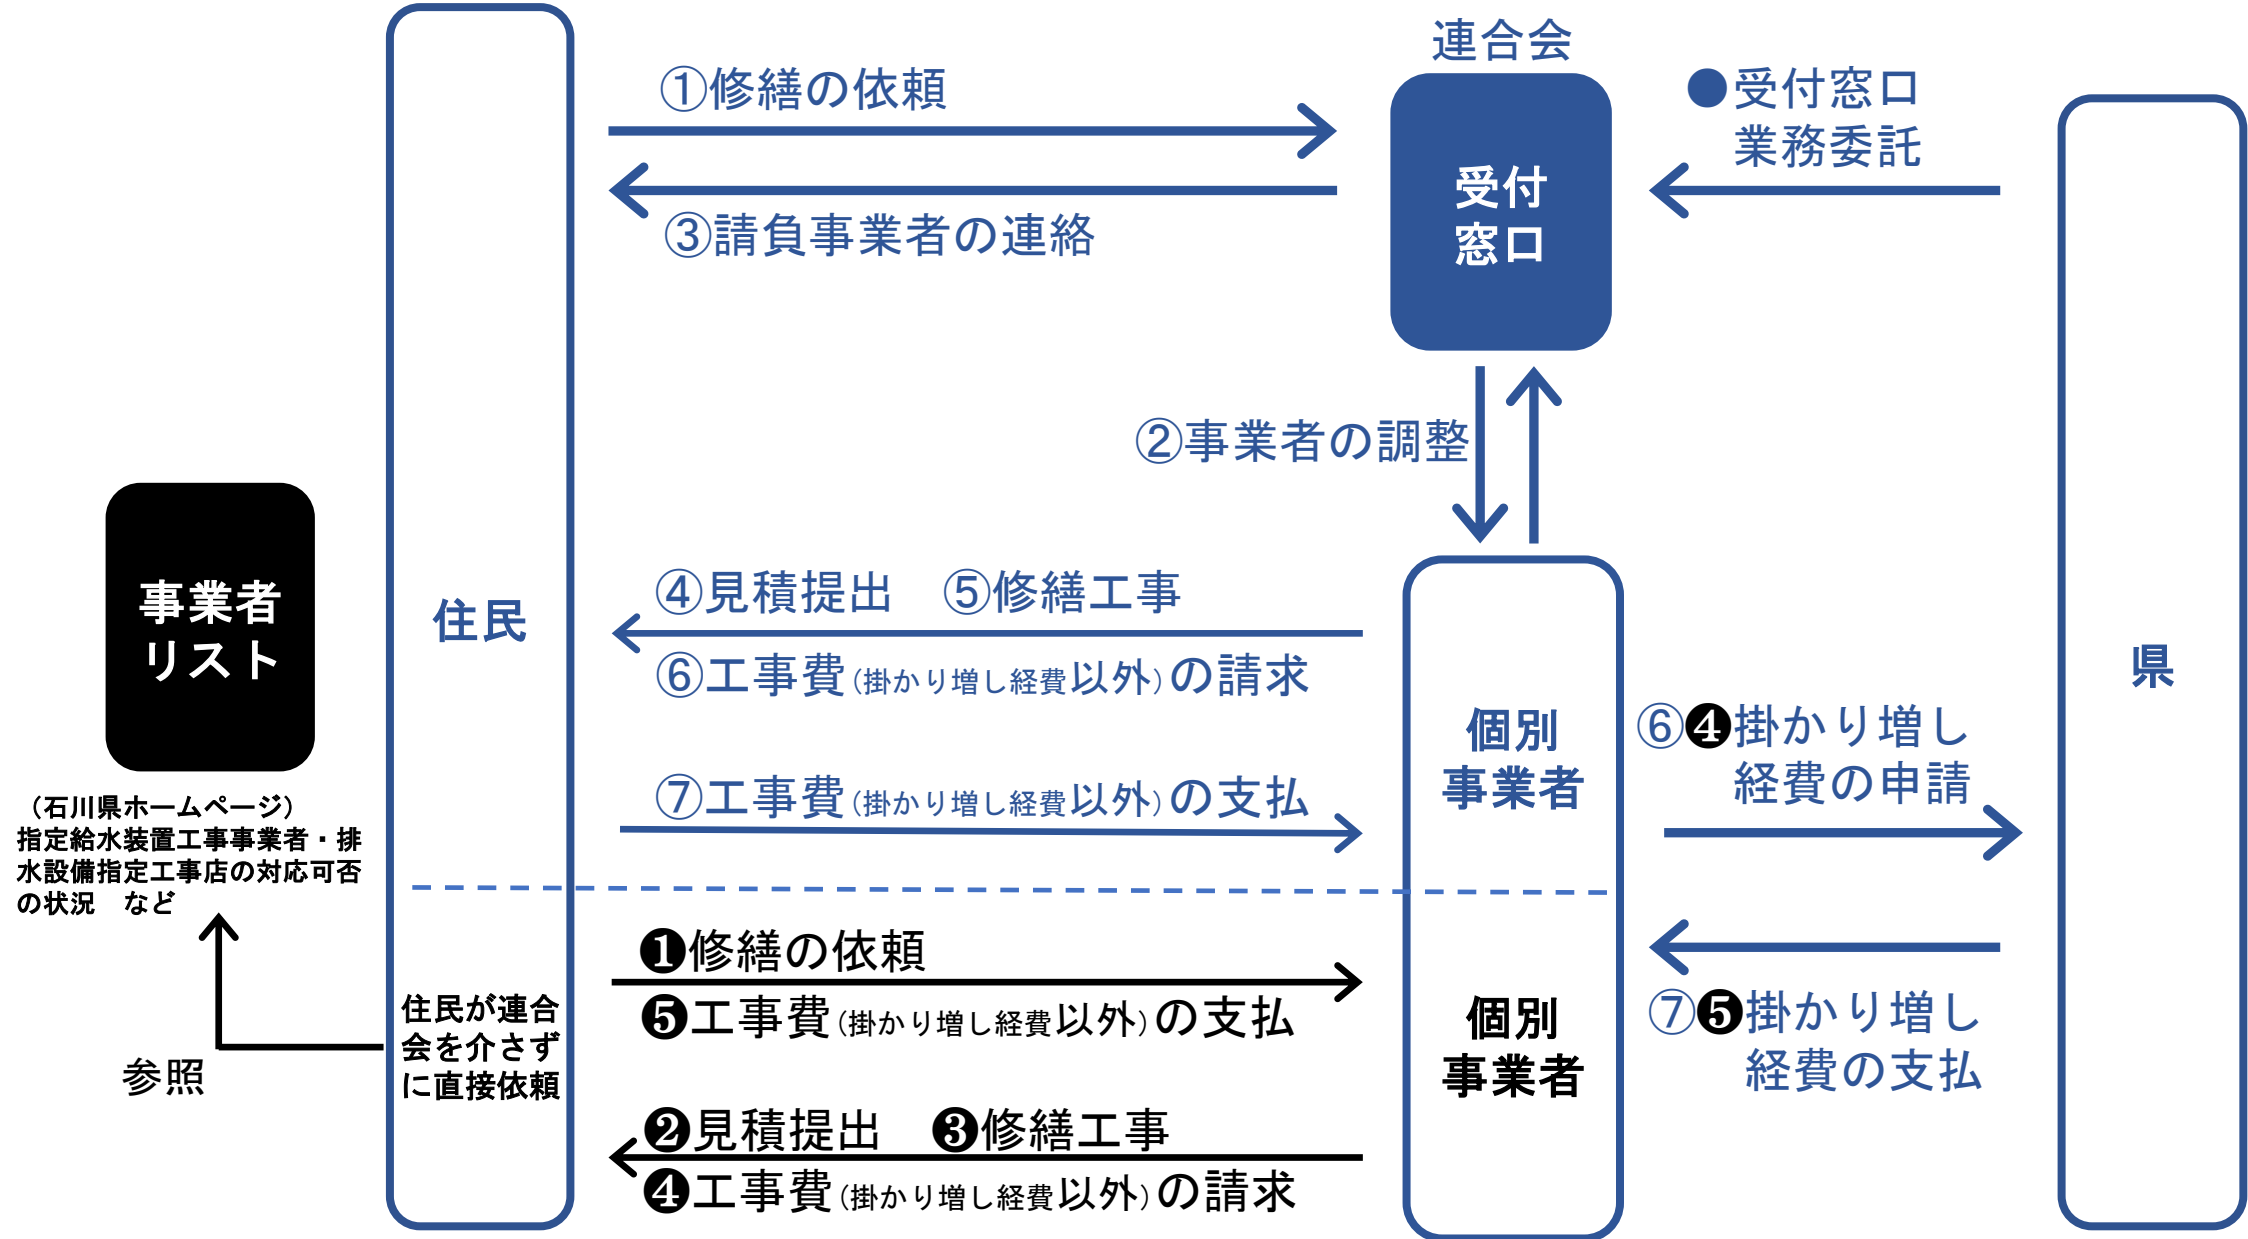 連合会
①修繕の依頼
●受付窓口
業務委託
受付
窓口
③請負事業者の連絡
②事業者の調整
事業者
リスト
住民
④見積提出　⑤修繕工事
⑥工事費(掛かり増し経費以外)の請求
個別
事業者
県
⑥❹掛かり増し
経費の申請
⑦工事費(掛かり増し経費以外)の支払
（石川県ホームページ）
指定給水装置工事事業者・排
水設備指定工事店の対応可否
の状況　など
❶修繕の依頼
❺工事費(掛かり増し経費以外)の支払
住民が連合
会を介さず
に直接依頼
参照
個別
事業者
⑦❺掛かり増し
経費の支払
❷見積提出　❸修繕工事
❹工事費(掛かり増し経費以外)の請求